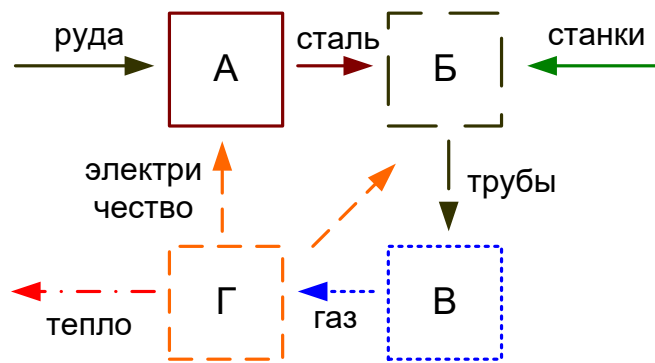 руда
сталь
станки
А
Б
электри
чество
трубы
Г
В
тепло
газ